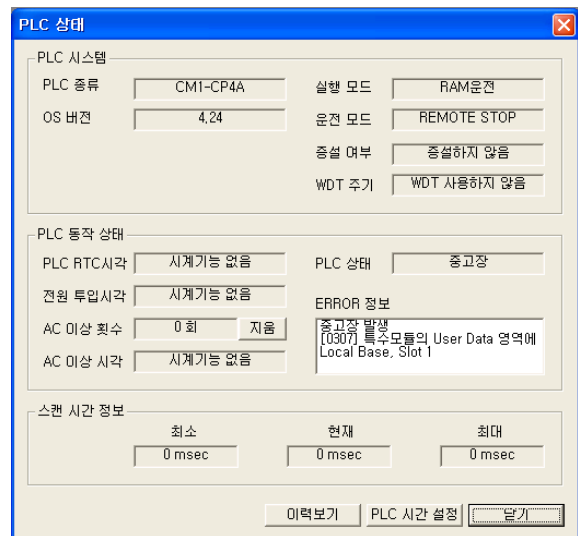 PLC 상태
PLC 시스템
PLC 종류 CM1-CP4A 실행 모드 RAM운전
OS 버전 4.24 운전 모드 REMOTE STOP
증설 여부 증설하지 않음
WDT 주기 WDT 사용하지 않음
PLC 동작 상태
PLC RTC시각 시계기능 없음 PLC 상태 중고장
전원 투입시각 시계기능 없음 ERROR 정보
AC 이상 횟수 0 회 지움 중고장 발생
[0307] 특수모듈의 User Data 영역에
AC 이상 시각 시계기능 없음 Local Base, Slot 1
스캔 시간 정보
최소 현재 최대
0 msec 0 msec 0 msec
이력보기 PLC 시간 설정 닫기